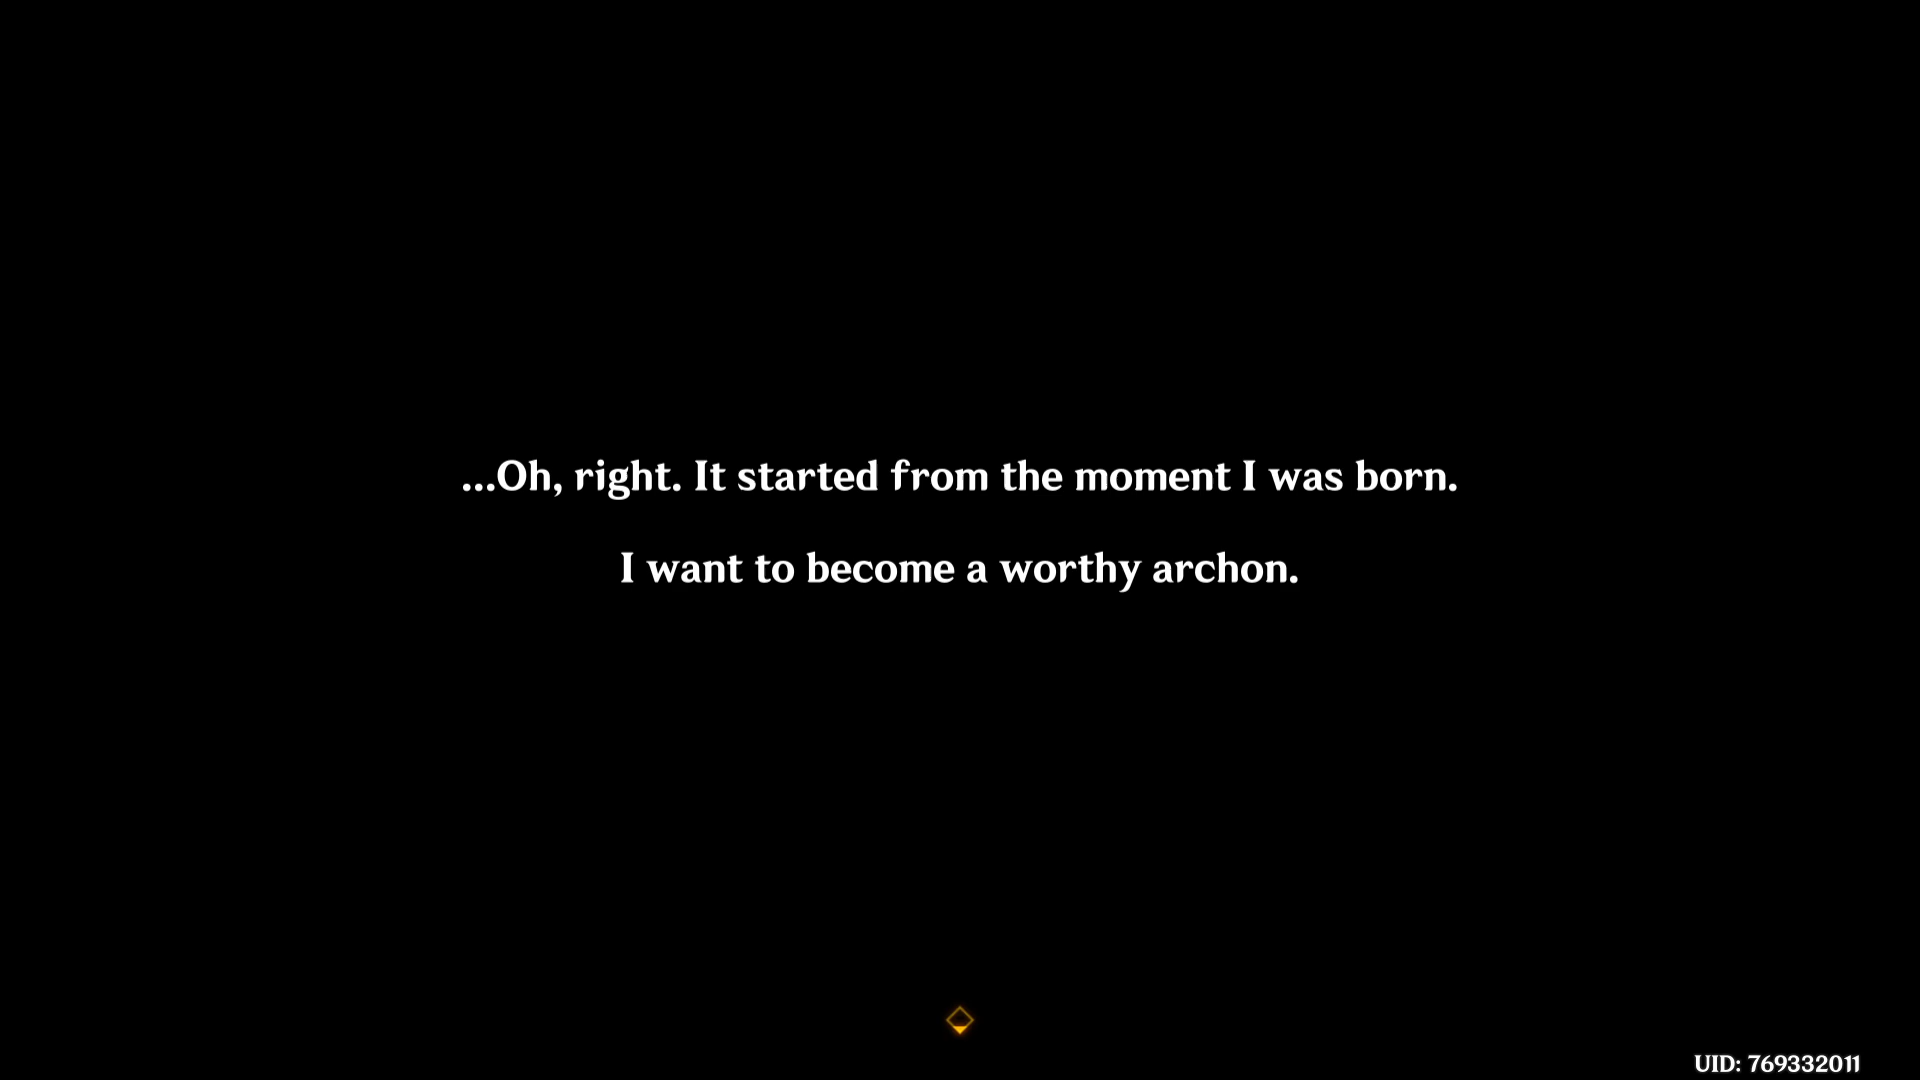 ...Oh, right. It started from the moment I was born.
I want to become a worthy archon.
UID: 769332011